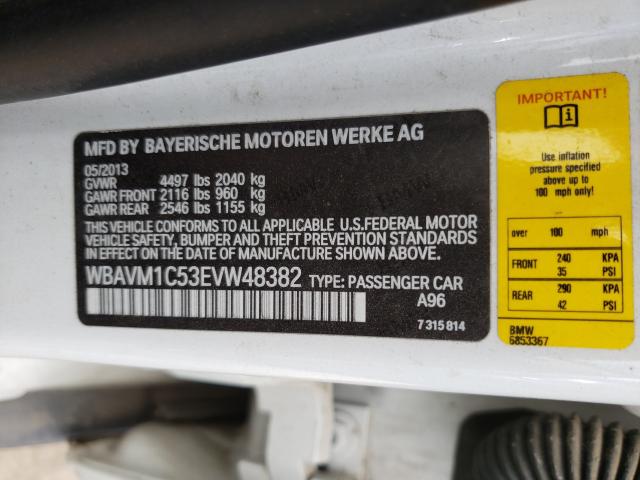 MFD BY BAYERISCHE MOTOREN WERKE AG
05/2013
GVWR 4497 lbs 2040 kg
GAWR FRONT 2116 lbs 960 kg
GAWR REAR 2546 lbs 1155 kg
THIS VEHICLE CONFORMS TO ALL APPLICABLE U.S.FEDERAL MOTOR
VEHICLE SAFETY, BUMPER AND THEFT PREVENTION STANDARDS
IN EFFECT ON THE DATE OF MANUFACTURE SHOWN ABOVE.
WBAVM1C53EVW48382 TYPE: PASSENGER CAR
A96
7 315 814
IMPORTANT!
i
Use inflation
pressure as
above up to
100 mph only!
over 100 mph
FRONT 240 KPA
35 PSI
REAR 290 KPA
42 PSI
BMW
6853367